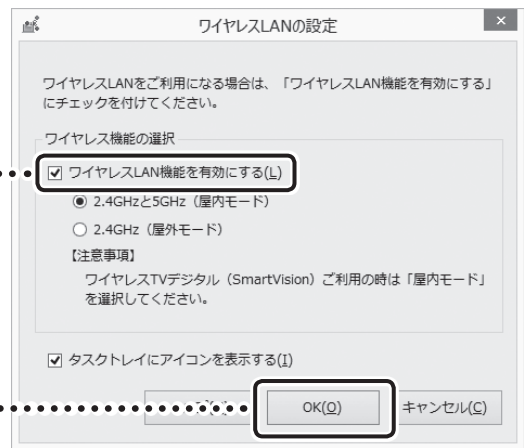 ワイヤレスLANの設定
ワイヤレスLANをご利用になる場合は、「ワイヤレスLAN機能を有効にする」
にチェックを付けてください。
ワイヤレス機能の選択
ワイヤレスLAN機能を有効にする(L)
2.4GHzと5GHz（屋内モード）
2.4GHz（屋外モード）
【注意事項】
ワイヤレスTVデジタル（SmartVision）ご利用の時は「屋内モード」
を選択してください。
タスクトレイにアイコンを表示する(I)
OK(O) キャンセル(C)